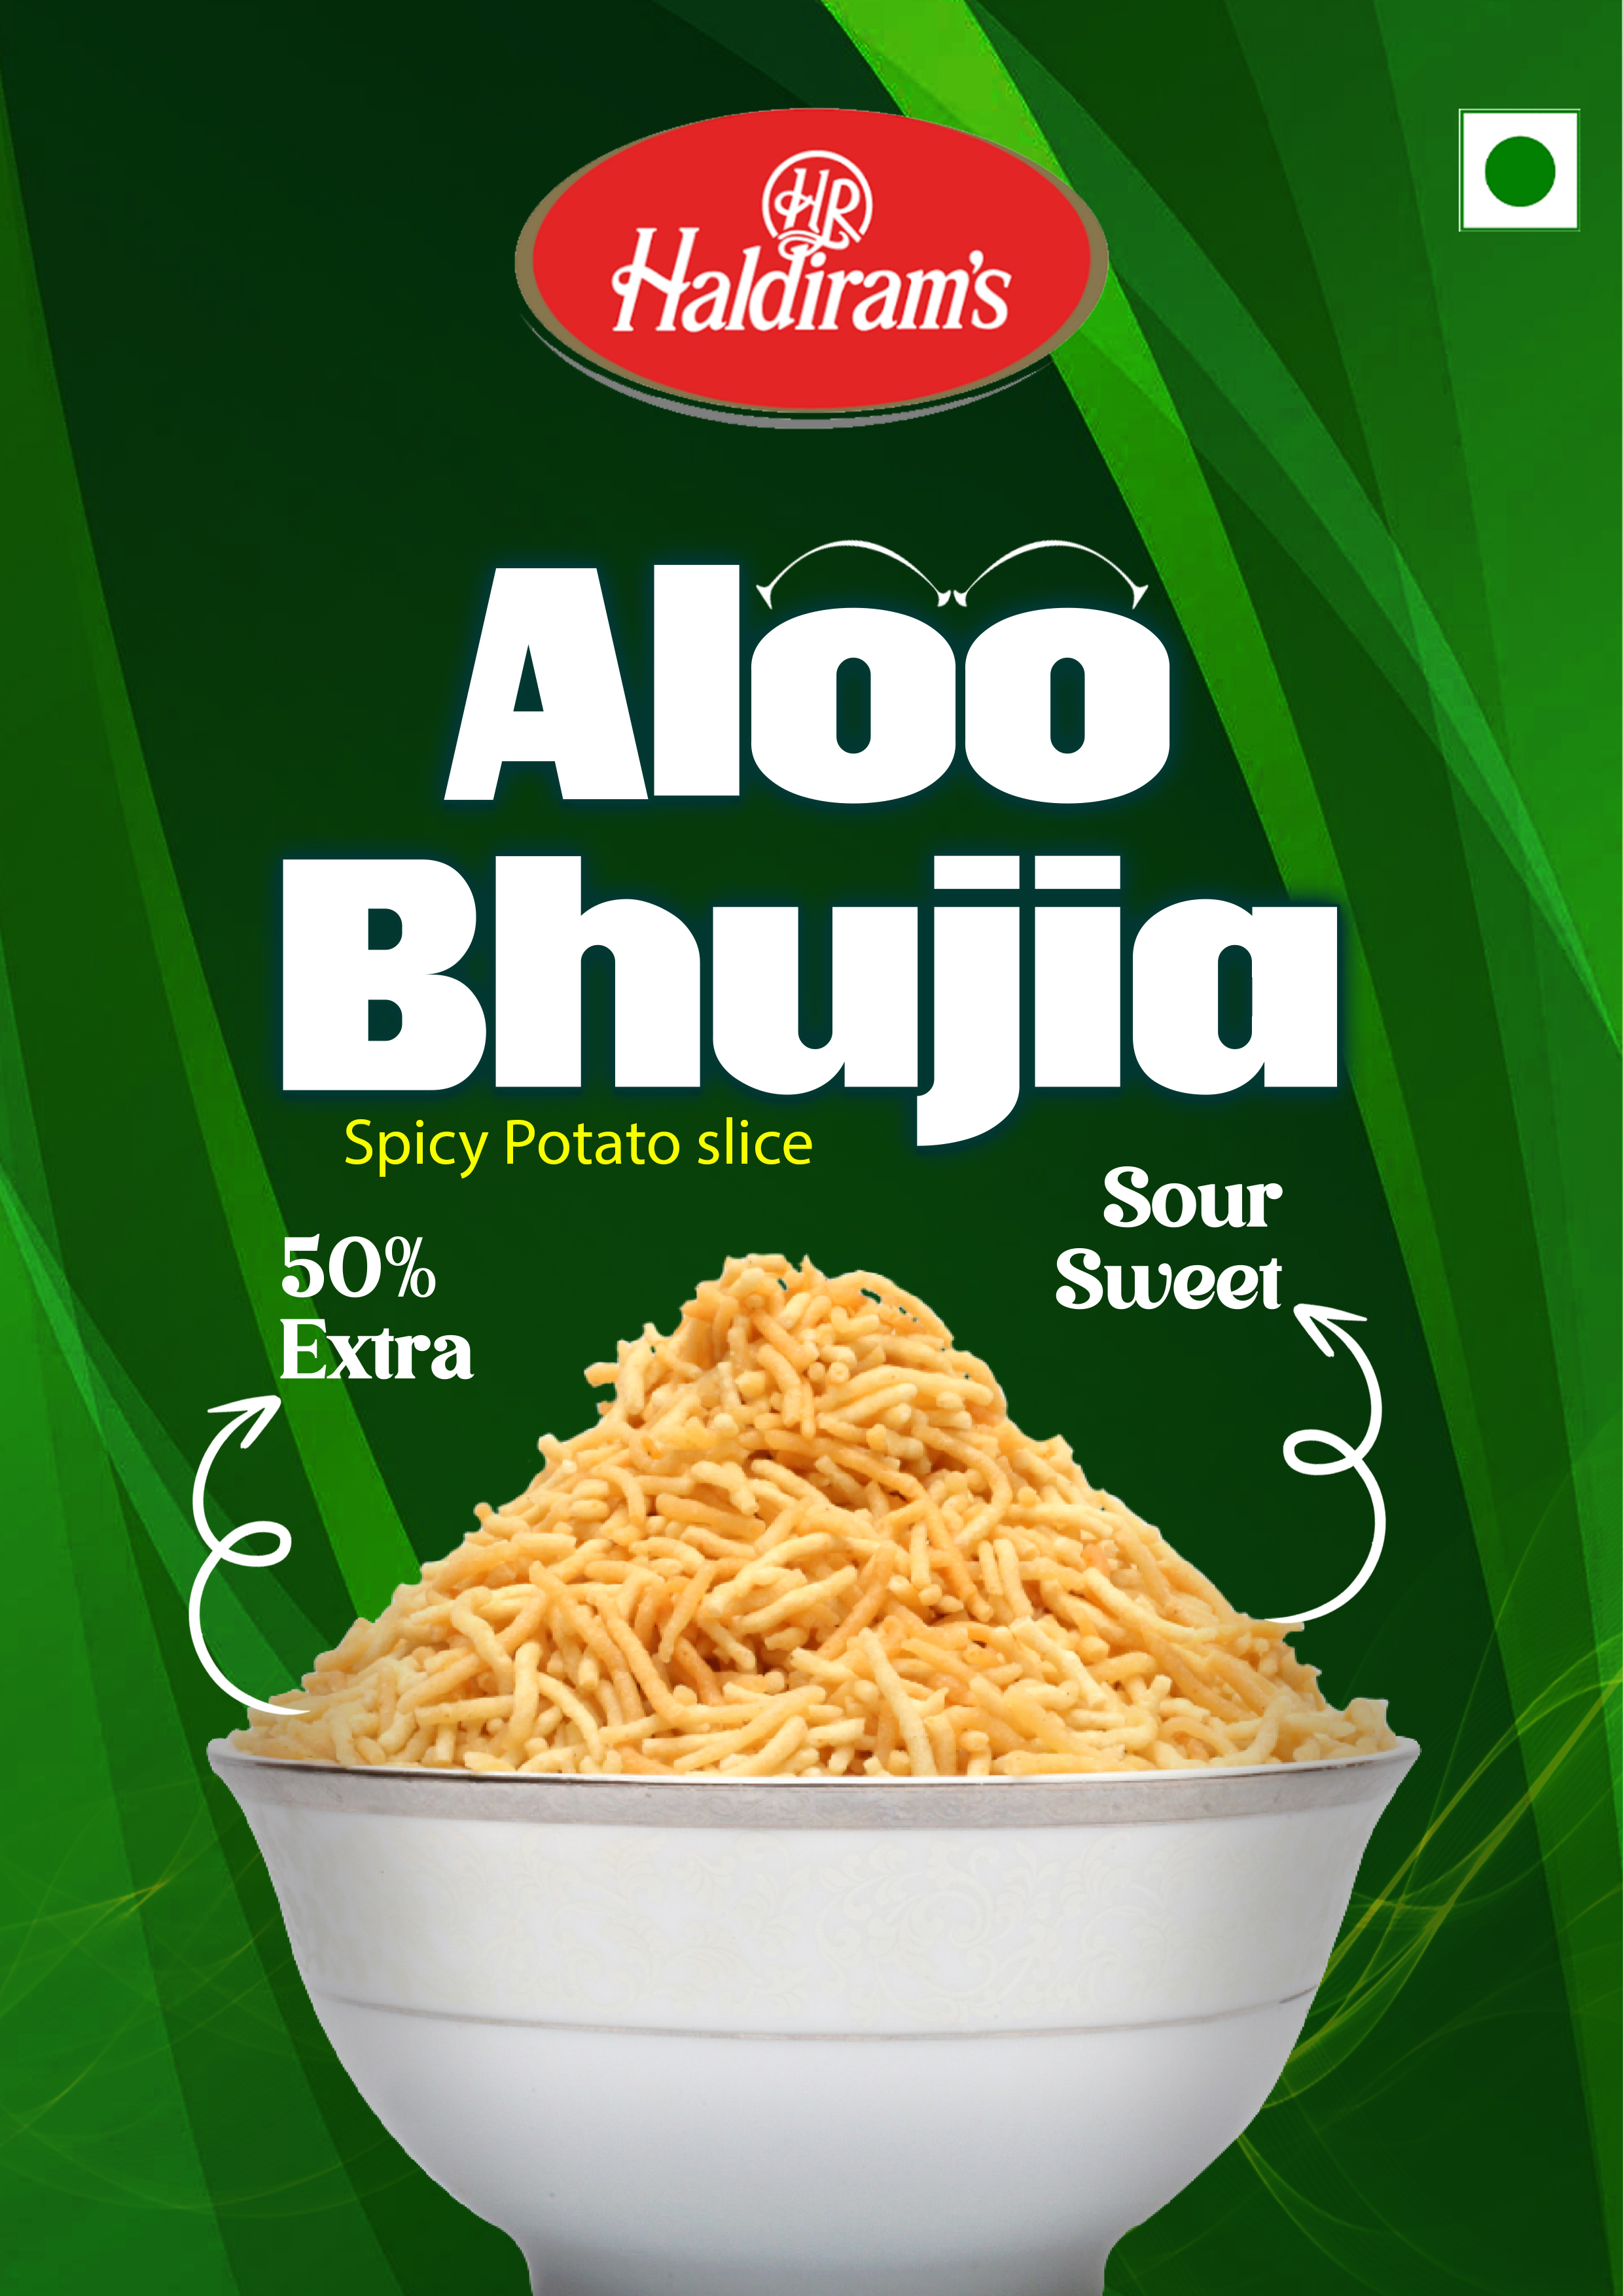 HR
Haldiram's
Aloo
Bhujia
Spicy Potato slice
Sour
Sweet
50%
Extra